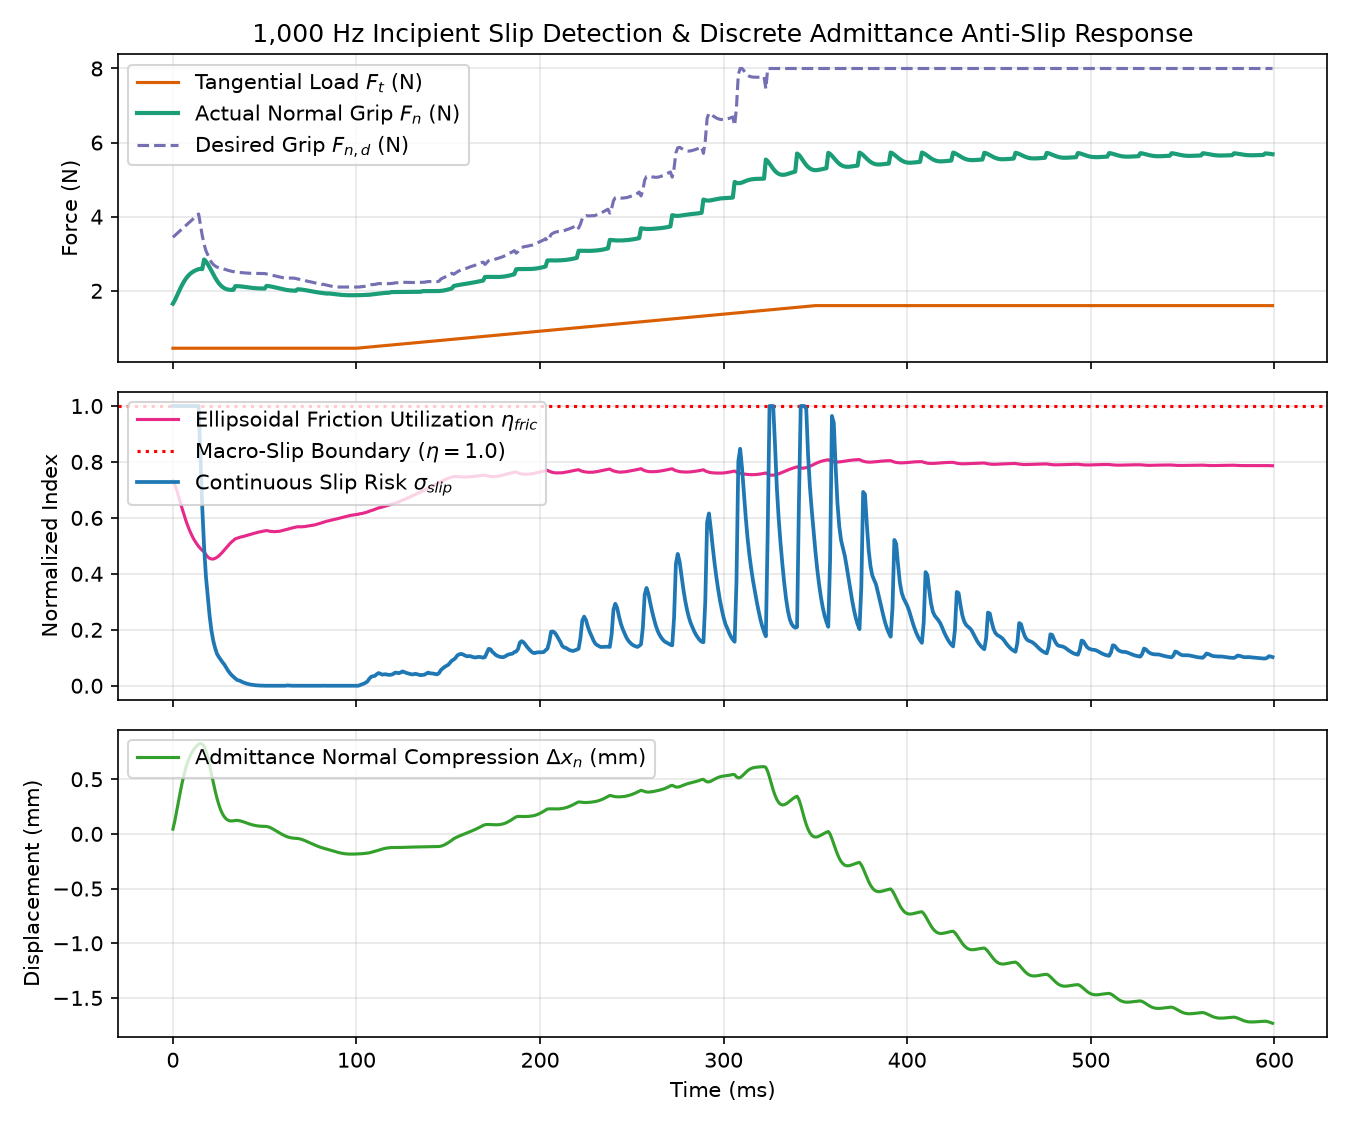 1,000 Hz Incipient Slip Detection & Discrete Admittance Anti-Slip Response
8
6
4
2
Force (N)
Tangential Load F_t (N)
Actual Normal Grip F_n (N)
Desired Grip F_{n,d} (N)
1.0
0.8
0.6
0.4
0.2
0.0
Normalized Index
Ellipsoidal Friction Utilization η_{fric}
Macro-Slip Boundary (η = 1.0)
Continuous Slip Risk σ_{slip}
0.5
0.0
−0.5
−1.0
−1.5
Displacement (mm)
Admittance Normal Compression Δx_n (mm)
0 100 200 300 400 500 600
Time (ms)